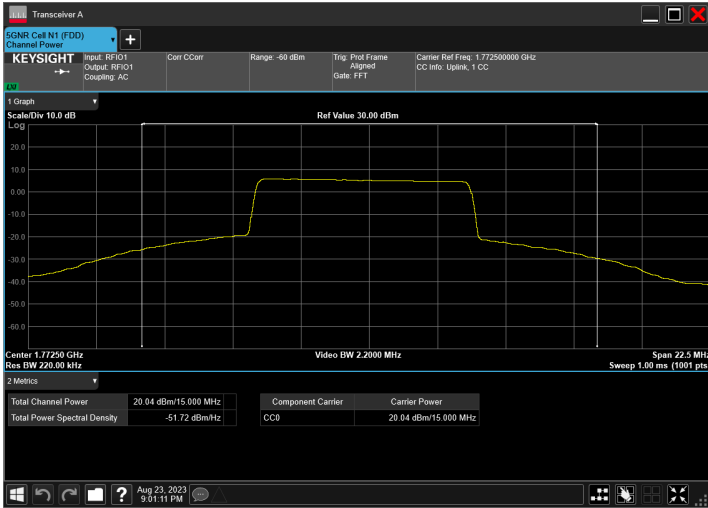 Transceiver A
5GNR Cell N1 (FDD)
Channel Power
+
KEYSIGHT
Input: RFIO1
Output: RFIO1
Coupling: AC
Corr CCorr
Range: -60 dBm
Trig: Prot Frame
Aligned
Gate: FFT
Carrier Ref Freq: 1.772500000 GHz
CC Info: Uplink, 1 CC
LXI
1 Graph
Scale/Div 10.0 dB
Ref Value 30.00 dBm
Log
20.0
10.0
0.00
-10.0
-20.0
-30.0
-40.0
-50.0
-60.0
Center 1.77250 GHz
Video BW 2.2000 MHz
Span 22.5 MHz
Res BW 220.00 kHz
Sweep 1.00 ms (1001 pts
2 Metrics
Total Channel Power 20.04 dBm/15.000 MHz
Total Power Spectral Density -51.72 dBm/Hz
Component Carrier Carrier Power
CC0 20.04 dBm/15.000 MHz
?
Aug 23, 2023
9:01:11 PM